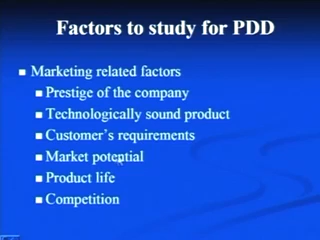 Factors to study for PDD
Marketing related factors
Prestige of the company
Technologically sound product
Customer's requirements
Market potential
Product life
Competition